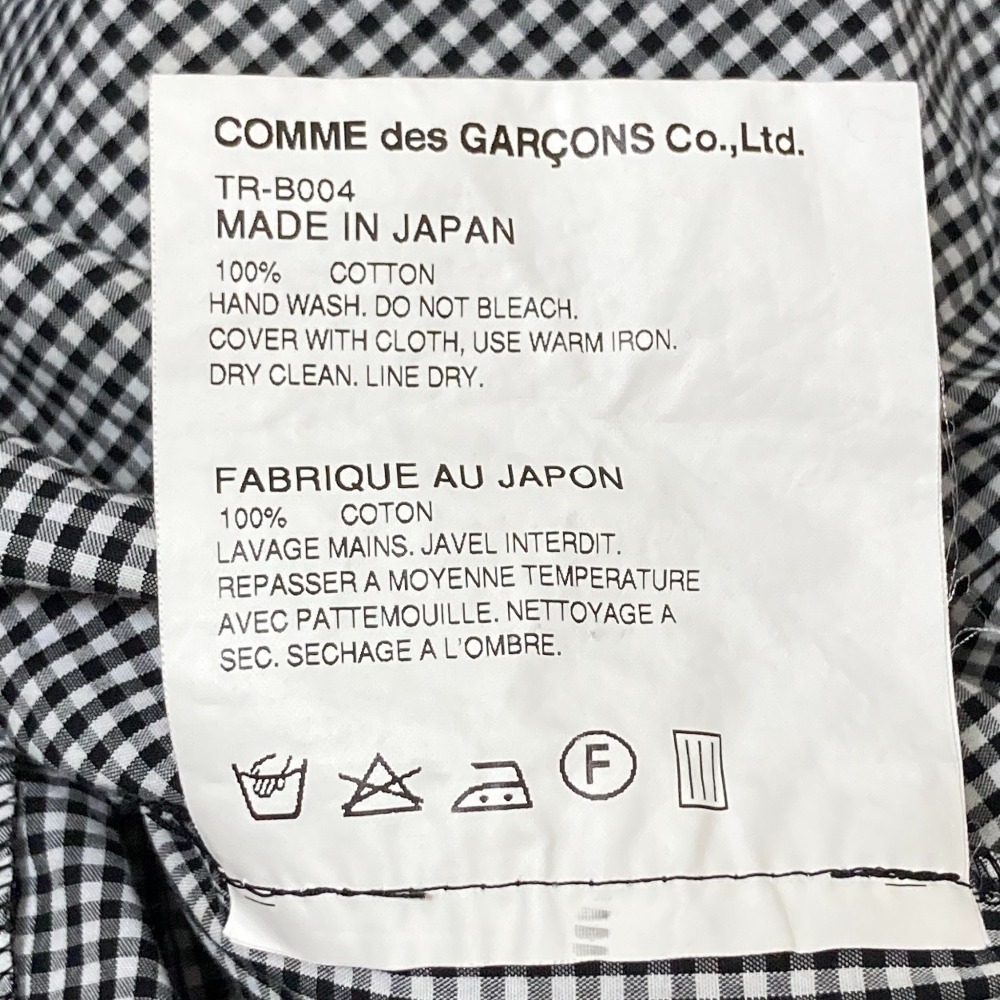 COMME des GARÇONS Co.,Ltd.
TR-B004
MADE IN JAPAN
100% COTTON
HAND WASH. DO NOT BLEACH.
COVER WITH CLOTH, USE WARM IRON.
DRY CLEAN. LINE DRY.
FABRIQUE AU JAPON
100% COTON
LAVAGE MAINS. JAVEL INTERDIT.
REPASSER A MOYENNE TEMPERATURE
AVEC PATTEMOUILLE. NETTOYAGE A
SEC. SECHAGE A L'OMBRE.
F